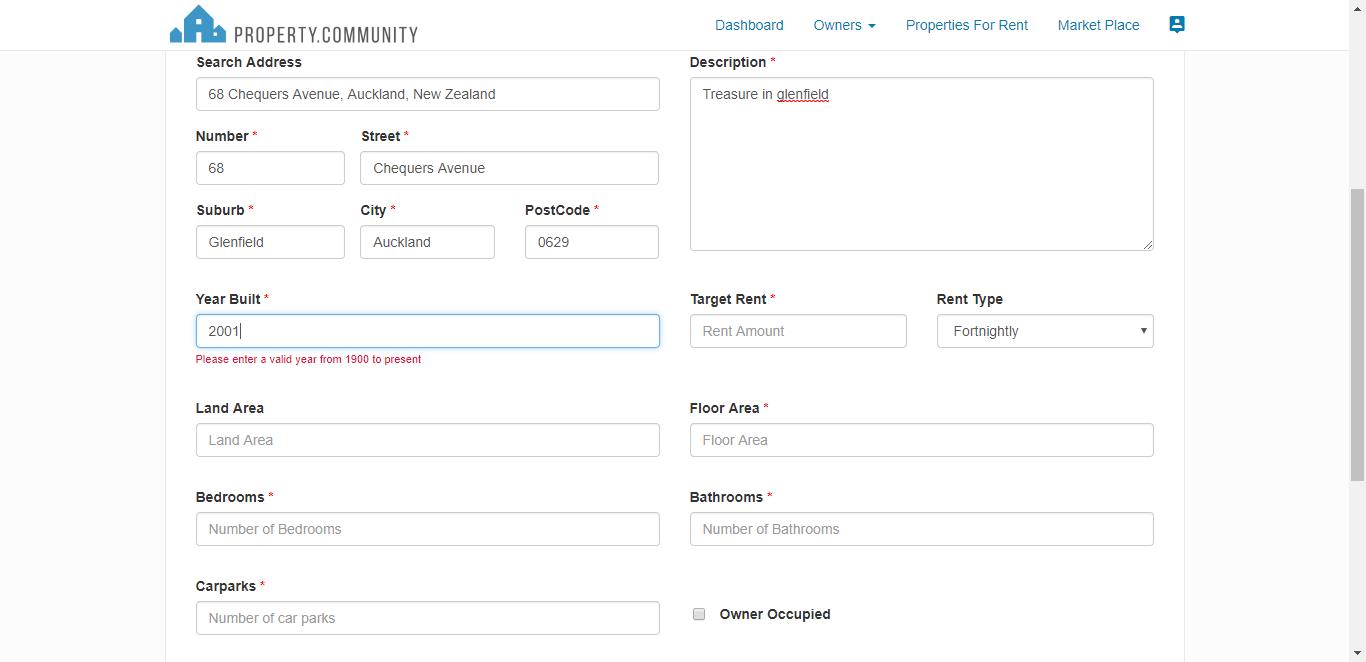 PROPERTY.COMMUNITY
Dashboard Owners Properties For Rent Market Place
Search Address
68 Chequers Avenue, Auckland, New Zealand
Number * Street *
68 Chequers Avenue
Suburb * City * PostCode *
Glenfield Auckland 0629
Description *
Treasure in glenfield
Year Built *
2001
Please enter a valid year from 1900 to present
Target Rent * Rent Type
Rent Amount Fortnightly
Land Area
Land Area
Floor Area *
Floor Area
Bedrooms *
Number of Bedrooms
Bathrooms *
Number of Bathrooms
Carparks *
Number of car parks
Owner Occupied